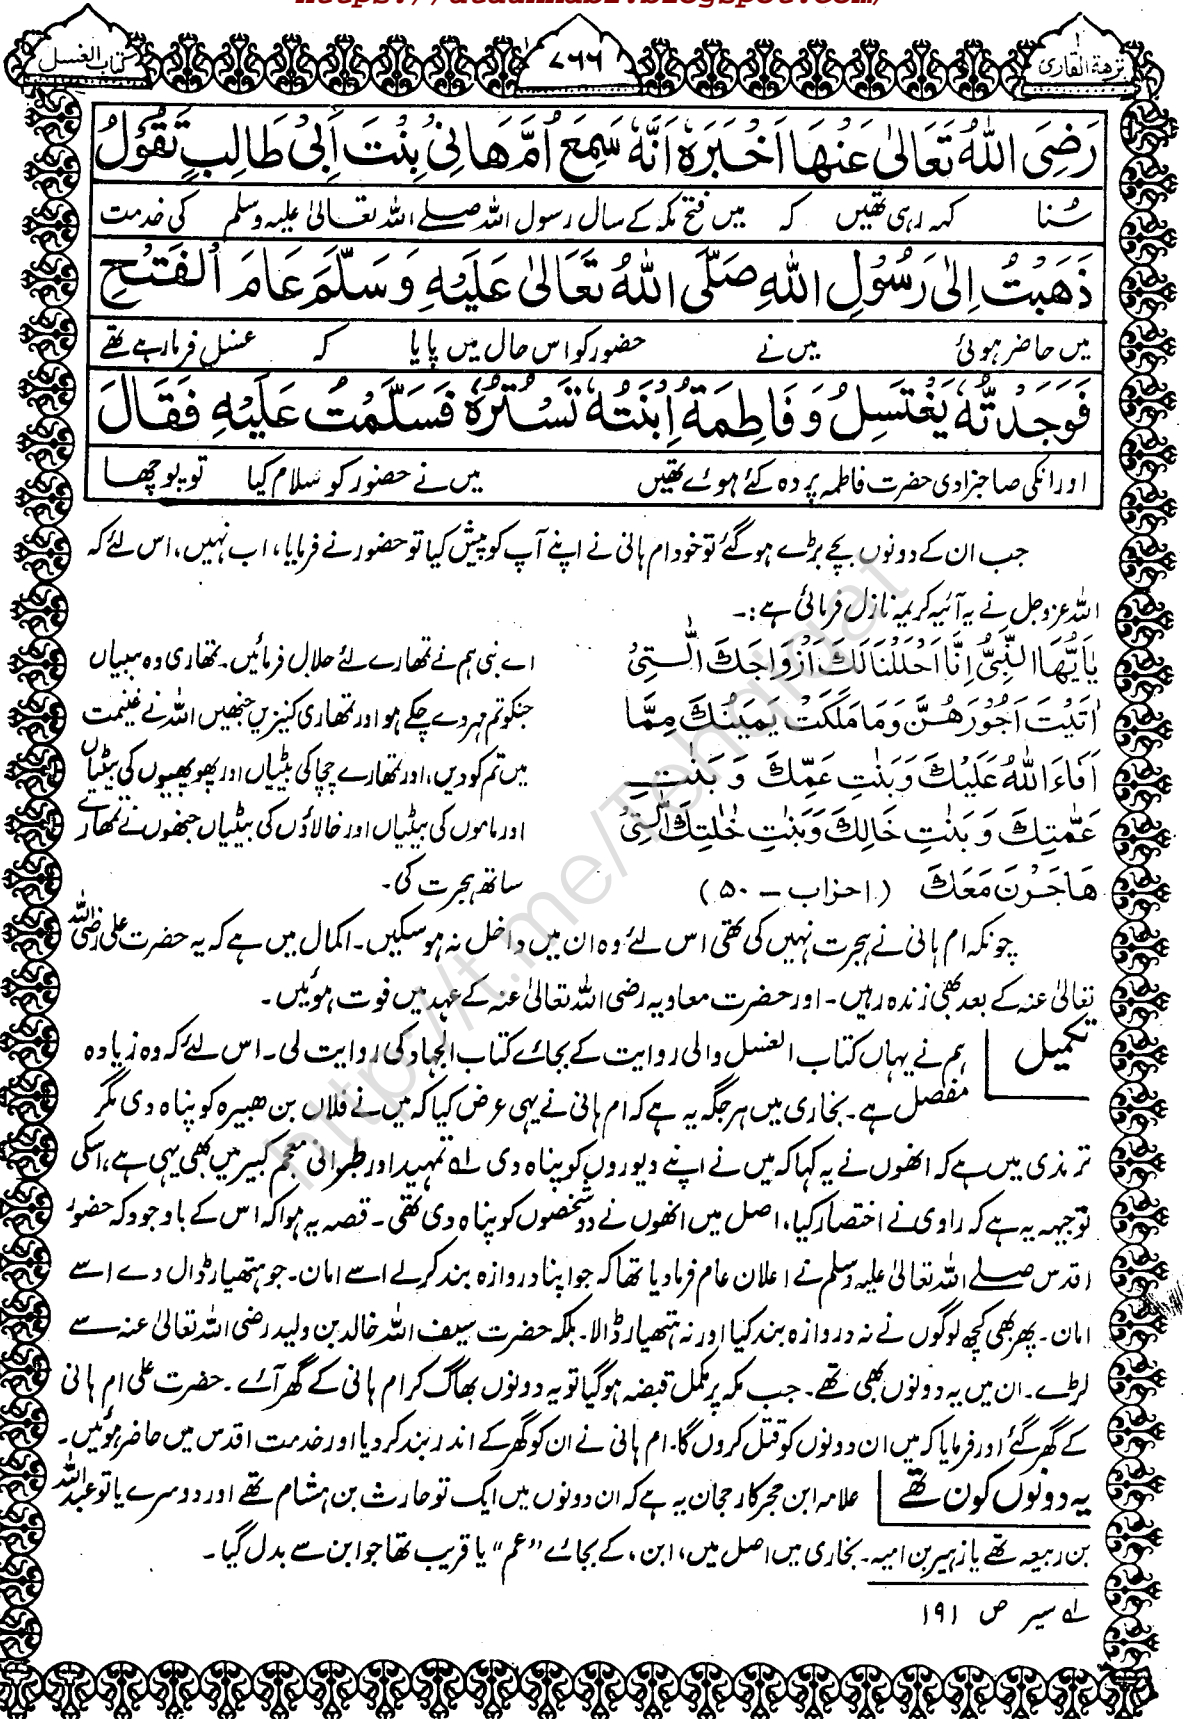 نزهة القاری
۷۶۶
کتاب الغسل
رَضِیَ اللّٰهُ تَعَالٰی عَنْهَا اَخْبَرَهٗ اَنَّهٗ سَمِعَ اُمَّ هَانِیْ بِنْتَ اَبِیْ طَالِبٍ تَقُوْلُ
سُنا کہہ رہی تھیں کہ میں فتح مکہ کے سال رسول اللہ صلے اللہ تعالیٰ علیہ وسلم کی خدمت
ذَهَبْتُ اِلٰی رَسُوْلِ اللّٰهِ صَلَّی اللّٰهُ تَعَالٰی عَلَیْهِ وَسَلَّمَ عَامَ الْفَتْحِ
میں حاضر ہوئی میں نے حضور کو اس حال میں پایا کہ غسل فرمارہے تھے
فَوَجَدْتُّهٗ یَغْتَسِلُ وَفَاطِمَةُ اِبْنَتُهٗ تَسْتُرُهٗ فَسَلَّمْتُ عَلَیْهِ فَقَالَ
اور انکی صاحبزادی حضرت فاطمہ پردہ کئے ہوئے تھیں میں نے حضور کو سلام کیا تو پوچھا
جب ان کے دونوں بچے بڑے ہوگئے تو خود ام ہانی نے اپنے آپ کو پیش کیا تو حضور نے فرمایا، اب نہیں، اس لئے کہ
اللہ عزوجل نے یہ آئیہ کریمہ نازل فرمائی ہے:۔
یٰاَیُّهَا النَّبِیُّ اِنَّا اَحْلَلْنَا لَكَ اَزْوَاجَكَ الّٰتِیْ
اٰتَیْتَ اُجُوْرَهُنَّ وَمَا مَلَكَتْ یَمِیْنُكَ مِمَّا
اَفَاءَ اللّٰهُ عَلَیْكَ وَبَنٰتِ عَمِّكَ وَبَنٰتِ
عَمّٰتِكَ وَبَنٰتِ خَالِكَ وَبَنٰتِ خٰلٰتِكَ الّٰتِیْ
هَاجَرْنَ مَعَكَ (احزاب ۔ ۵۰)
اے نبی ہم نے تمھارے لئے حلال فرمائیں۔ تمھاری وہ بیبیاں
جنکو تم مہر دے چکے ہو اور تمھاری کنیزیں جنھیں اللہ نے غنیمت
میں تم کو دیں، اور تمھارے چچا کی بیٹیاں اور پھوپھیوں کی بیٹیاں
اور ماموں کی بیٹیاں اور خالاؤں کی بیٹیاں جنھوں نے تمھارے
ساتھ ہجرت کی۔
چونکہ ام ہانی نے ہجرت نہیں کی تھی اس لئے وہ ان میں داخل نہ ہوسکیں۔ اکمال میں ہے کہ یہ حضرت علی رضی اللہ
تعالیٰ عنہ کے بعد بھی زندہ رہیں۔ اور حضرت معاویہ رضی اللہ تعالیٰ عنہ کے عہد میں فوت ہوئیں۔
تکمیل ہم نے یہاں کتاب الغسل والی روایت کے بجائے کتاب الجہاد کی روایت لی۔ اس لئے کہ وہ زیادہ
مفصل ہے۔ بخاری میں ہر جگہ یہ ہے کہ ام ہانی نے یہی عرض کیا کہ میں نے فلاں بن ھبیرہ کو پناہ دی مگر
ترمذی میں ہے کہ انھوں نے یہ کہا کہ میں نے اپنے دیوروں کو پناہ دی لہ تمہید اور طبرانی معجم کبیر میں بھی یہی ہے، اسکی
توجیہہ یہ ہے کہ راوی نے اختصار کیا، اصل میں انھوں نے دو شخصوں کو پناہ دی تھی۔ قصہ یہ ہوا کہ اس کے باوجود کہ حضور
اقدس صلے اللہ تعالیٰ علیہ وسلم نے اعلان عام فرمادیا تھا کہ جو اپنا دروازہ بند کرلے اسے امان۔ جو ہتھیار ڈال دے اسے
امان۔ پھر بھی کچھ لوگوں نے نہ دروازہ بند کیا اور نہ ہتھیار ڈالا۔ بلکہ حضرت سیف اللہ خالد بن ولید رضی اللہ تعالیٰ عنہ سے
لڑے۔ ان میں یہ دونوں بھی تھے۔ جب مکہ پر مکمل قبضہ ہوگیا تو یہ دونوں بھاگ کر ام ہانی کے گھر آئے۔ حضرت علی ام ہانی
کے گھر گئے اور فرمایا کہ میں ان دونوں کو قتل کروں گا۔ ام ہانی نے ان کو گھر کے اندر بند کردیا اور خدمت اقدس میں حاضر ہوئیں۔
یہ دونوں کون تھے علامہ ابن حجر کا رجحان یہ ہے کہ ان دونوں میں ایک تو حارث بن ہشام تھے اور دوسرے یا تو عبداللہ
بن ربیعہ تھے یا زہیر بن امیہ۔ بخاری میں اصل میں، ابن، کے بجائے "عم" یا قریب تھا جو ابن سے بدل گیا۔
لہ سیر ص ۱۹۱
http://t.me/Tehqiqat